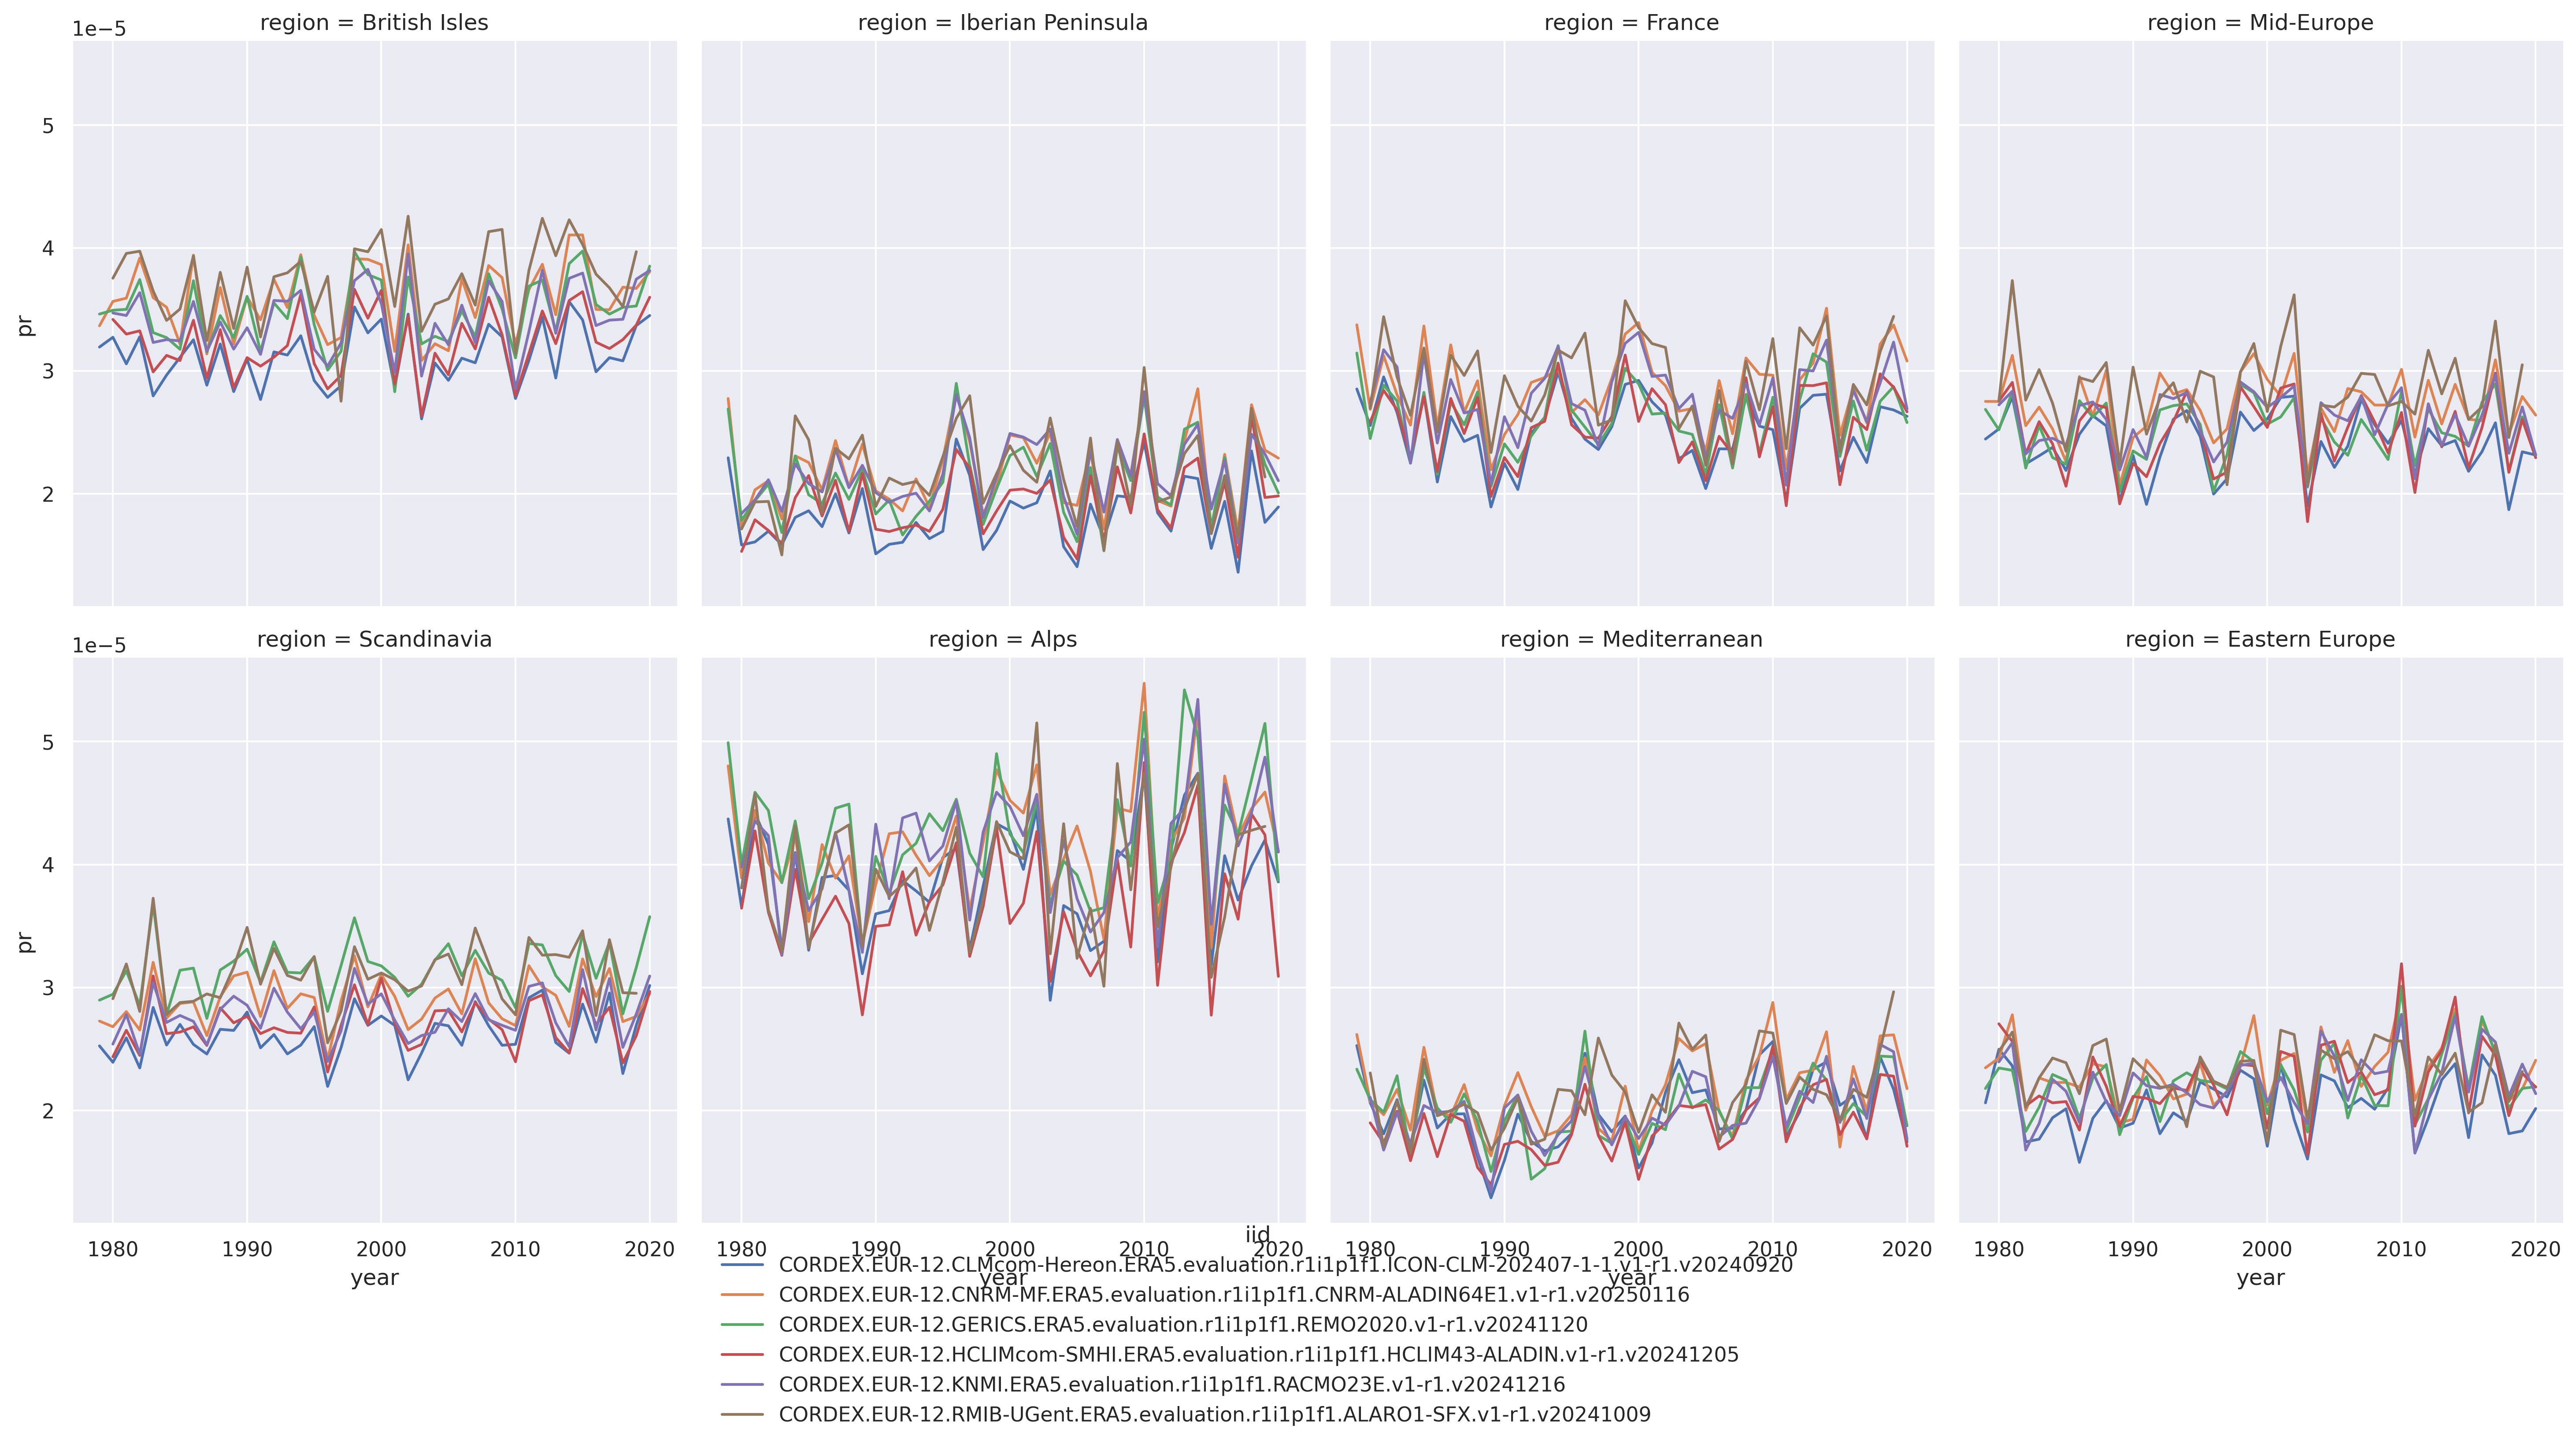 region = British Isles
region = Iberian Peninsula
region = France
region = Mid-Europe
1e−5
5
4
3
2
pr
region = Scandinavia
region = Alps
region = Mediterranean
region = Eastern Europe
1e−5
5
4
3
2
pr
1980 1990 2000 2010 2020
year
1980 1990 2000 2010 2020
year
1980 1990 2000 2010 2020
year
1980 1990 2000 2010 2020
year
iid
CORDEX.EUR-12.CLMcom-Hereon.ERA5.evaluation.r1i1p1f1.ICON-CLM-202407-1-1.v1-r1.v20240920
CORDEX.EUR-12.CNRM-MF.ERA5.evaluation.r1i1p1f1.CNRM-ALADIN64E1.v1-r1.v20250116
CORDEX.EUR-12.GERICS.ERA5.evaluation.r1i1p1f1.REMO2020.v1-r1.v20241120
CORDEX.EUR-12.HCLIMcom-SMHI.ERA5.evaluation.r1i1p1f1.HCLIM43-ALADIN.v1-r1.v20241205
CORDEX.EUR-12.KNMI.ERA5.evaluation.r1i1p1f1.RACMO23E.v1-r1.v20241216
CORDEX.EUR-12.RMIB-UGent.ERA5.evaluation.r1i1p1f1.ALARO1-SFX.v1-r1.v20241009